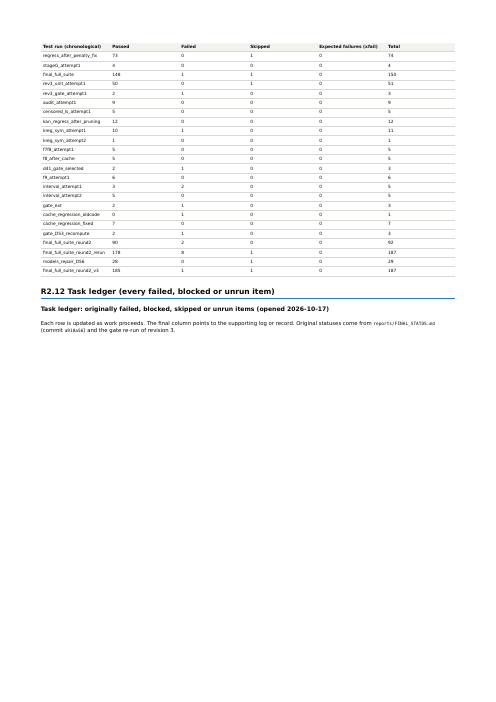 Test run (chronological) Passed Failed Skipped Expected failures (xfail) Total
regress_after_penalty_fix 73 0 1 0 74
stage0_attempt1 4 0 0 0 4
final_full_suite 148 1 1 0 150
rev3_unit_attempt1 50 0 1 0 51
rev3_gate_attempt1 2 1 0 0 3
audit_attempt1 9 0 0 0 9
censored_ls_attempt1 5 0 0 0 5
kan_regress_after_pruning 12 0 0 0 12
kreg_sym_attempt1 10 1 0 0 11
kreg_sym_attempt2 1 0 0 0 1
f7f8_attempt1 5 0 0 0 5
f8_after_cache 5 0 0 0 5
d41_gate_selected 2 1 0 0 3
f9_attempt1 6 0 0 0 6
interval_attempt1 3 2 0 0 5
interval_attempt2 5 0 0 0 5
gate_ext 2 1 0 0 3
cache_regression_oldcode 0 1 0 0 1
cache_regression_fixed 7 0 0 0 7
gate_D53_recompute 2 1 0 0 3
final_full_suite_round2 90 2 0 0 92
final_full_suite_round2_rerun 178 8 1 0 187
models_repair_D56 28 0 1 0 29
final_full_suite_round2_v3 185 1 1 0 187
R2.12 Task ledger (every failed, blocked or unrun item)
Task ledger: originally failed, blocked, skipped or unrun items (opened 2026-10-17)
Each row is updated as work proceeds. The final column points to the supporting log or record. Original statuses come from reports/FINAL_STATUS.md
(commit ) and the gate re-run of revision 3.